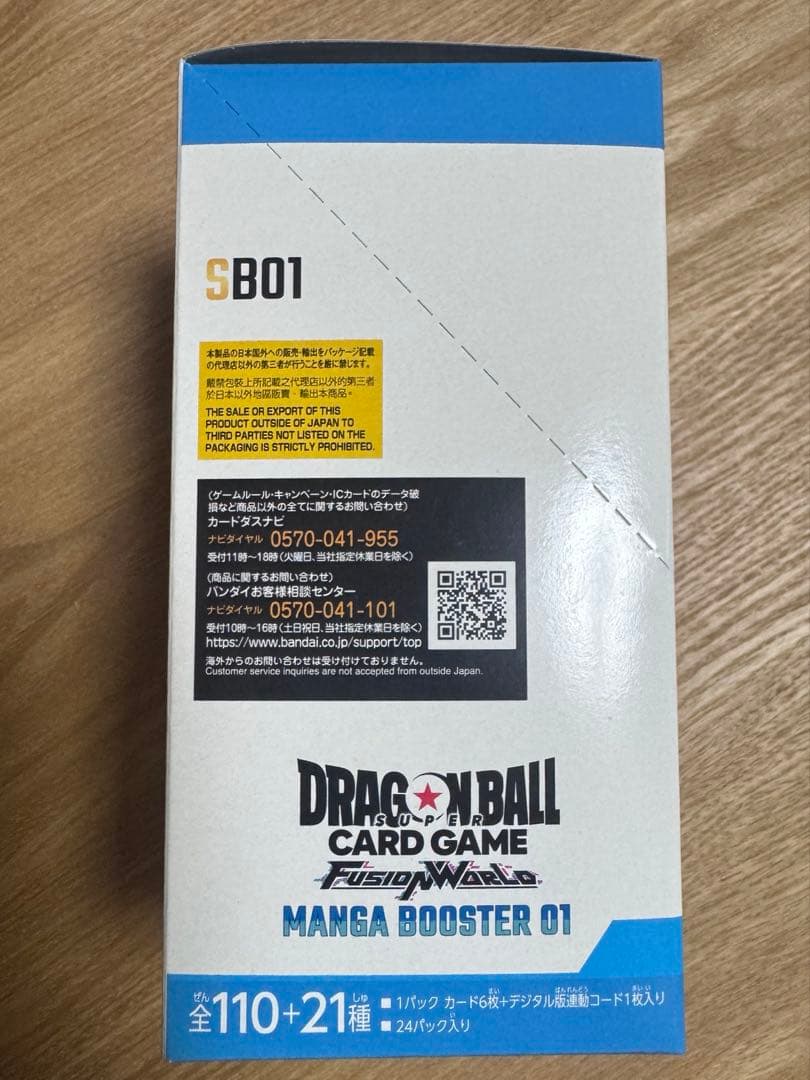 SB01
本製品の日本国外への販売・輸出をパッケージ記載
の代理店以外の第三者が行うことを厳に禁じます。
嚴禁包裝上所記載之代理店以外的第三者
於日本以外地區販賣、輸出本商品。
THE SALE OR EXPORT OF THIS
PRODUCT OUTSIDE OF JAPAN TO
THIRD PARTIES NOT LISTED ON THE
PACKAGING IS STRICTLY PROHIBITED.
(ゲームルール・キャンペーン・ICカードのデータ破
損など商品以外の全てに関するお問い合わせ)
カードダスナビ
ナビダイヤル 0570-041-955
受付11時〜18時(火曜日、当社指定休業日を除く)
(商品に関するお問い合わせ)
バンダイお客様相談センター
ナビダイヤル 0570-041-101
受付10時〜16時(土日祝日、当社指定休業日を除く)
https://www.bandai.co.jp/support/top
海外からのお問い合わせは受け付けておりません。
Customer service inquiries are not accepted from outside Japan.
DRAGON BALL
SUPER
CARD GAME
FUSION WORLD
MANGA BOOSTER 01
ぜん しゅ
全110+21種
まい ばんれんどう まいい
■1パック カード6枚+デジタル版連動コード1枚入り
い
■24パック入り